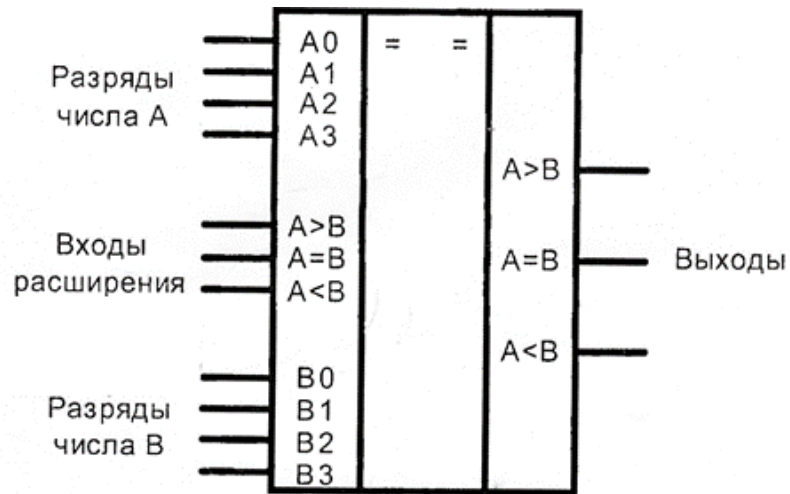 A0 = =
Разряды
числа A
A1
A2
A3
A>B
Входы
расширения
A>B
A=B
A<B
A=B
Выходы
A<B
Разряды
числа B
B0
B1
B2
B3